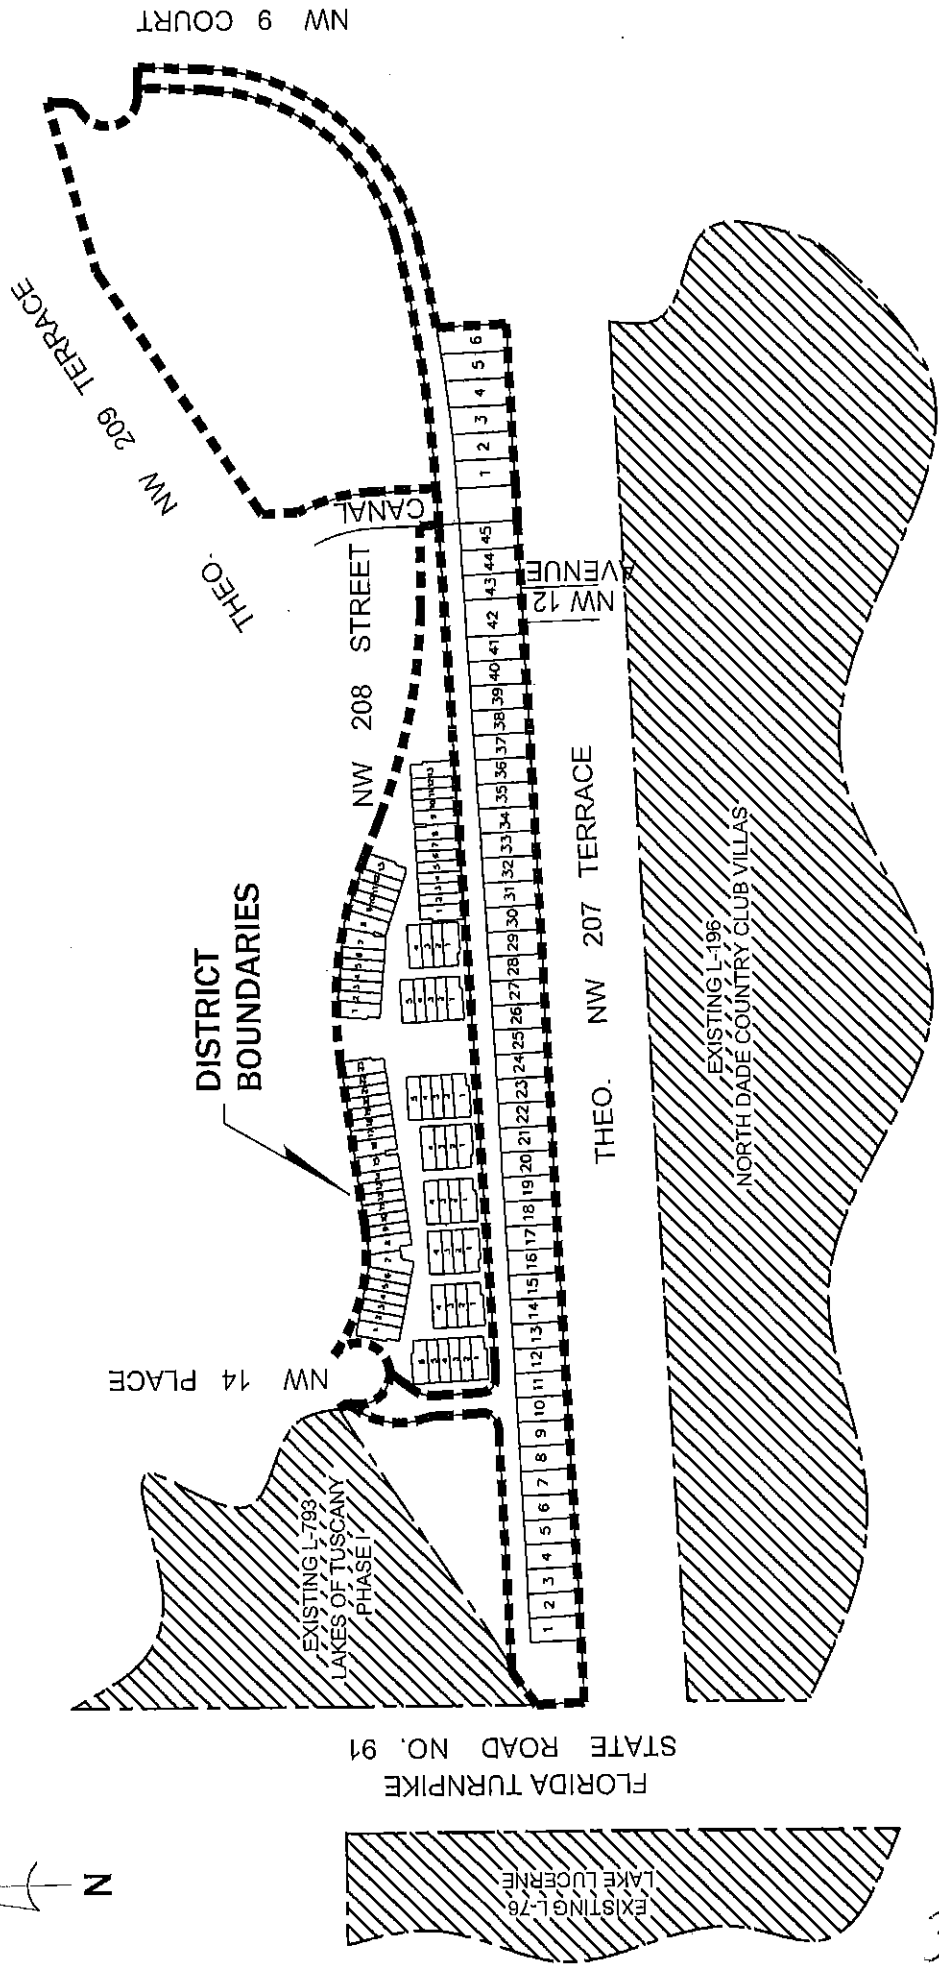 NW 9 COURT
NW 209 TERRACE
THEO.
CANAL
NW 208 STREET
DISTRICT
BOUNDARIES
1 2 3 4 5 6
NW 12
AVENUE
1 2 3 4 5 6 7 8 9 10 11 12 13 14 15 16 17 18 19 20 21 22 23 24 25 26 27 28 29 30 31 32 33 34 35 36 37 38 39 40 41 42 43 44 45
THEO. NW 207 TERRACE
NW 14 PLACE
EXISTING L-793
LAKES OF TUSCANY
PHASE I
EXISTING L-196
NORTH DADE COUNTRY CLUB VILLAS
FLORIDA TURNPIKE
STATE ROAD NO. 91
EXISTING L-76
LAKE LUCERNE
N